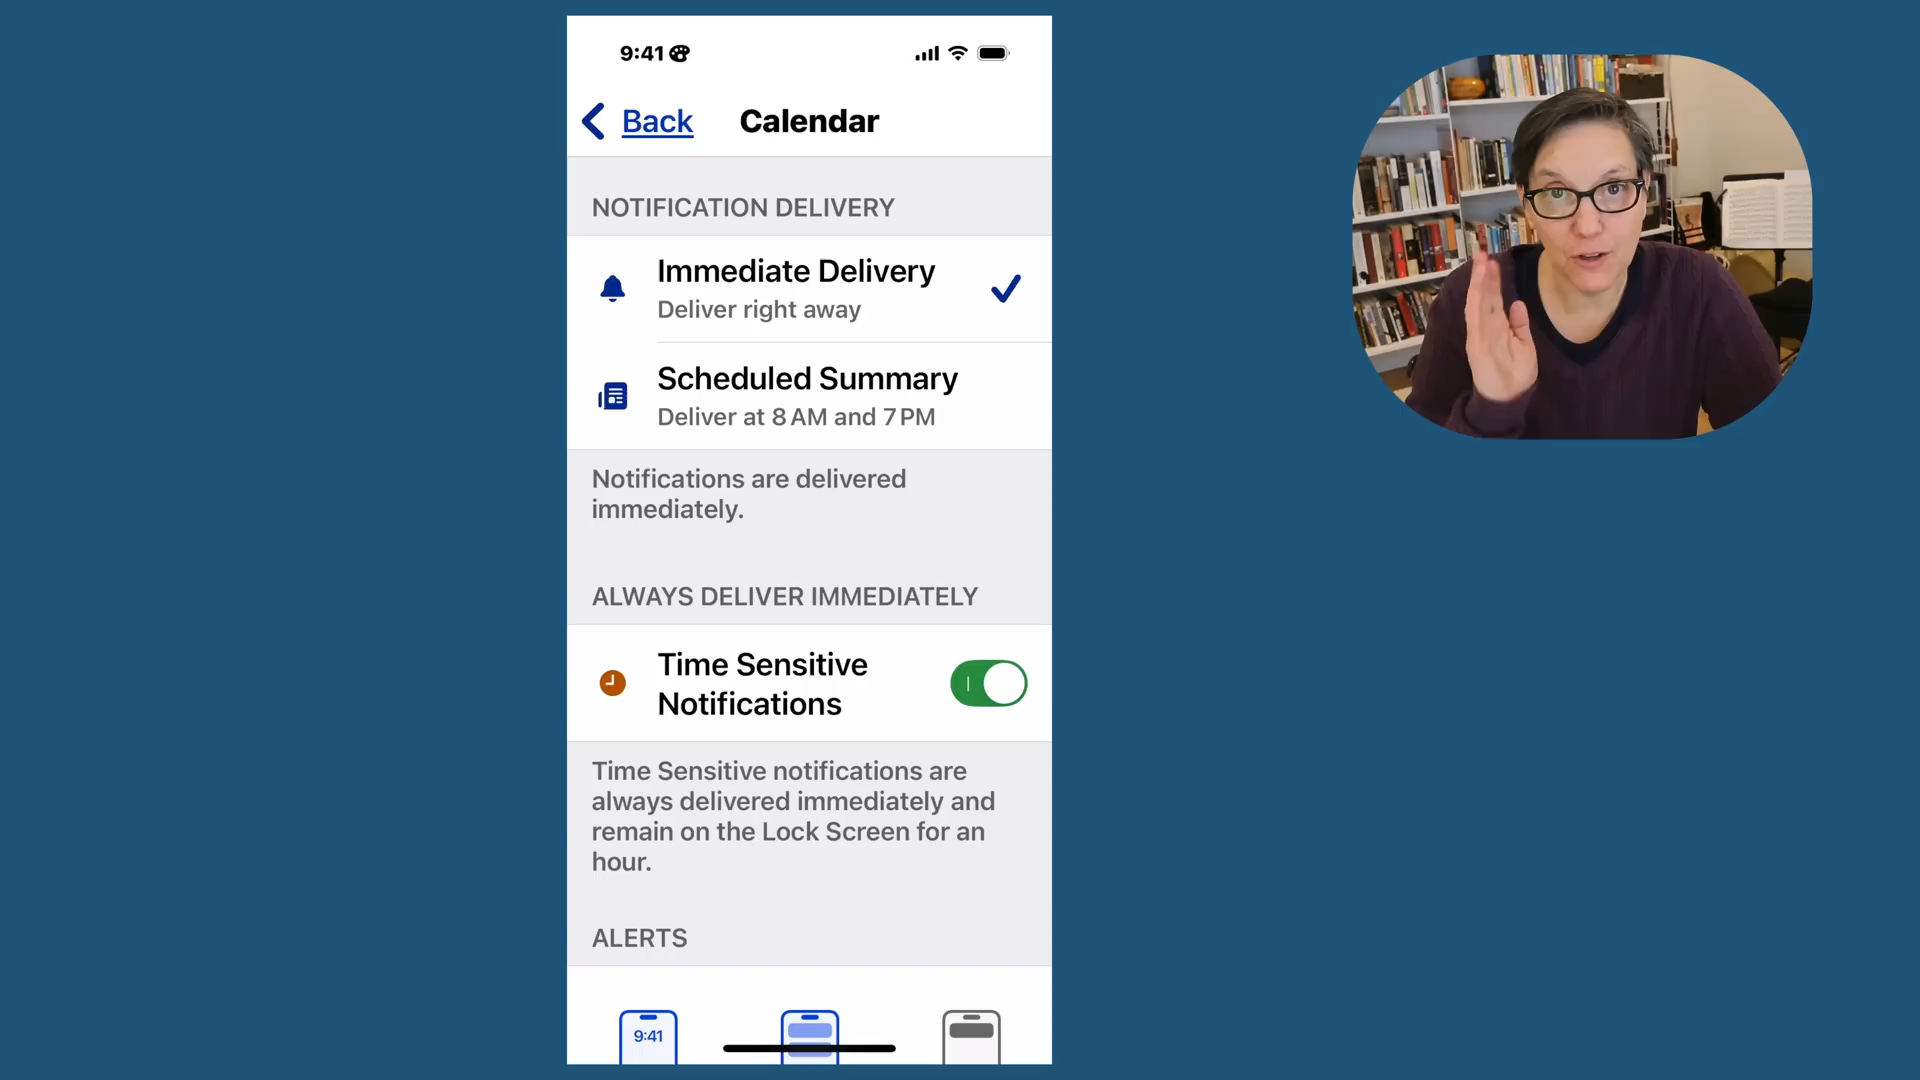 9:41
Back
Calendar
NOTIFICATION DELIVERY
Immediate Delivery
Deliver right away
Scheduled Summary
Deliver at 8 AM and 7 PM
Notifications are delivered
immediately.
ALWAYS DELIVER IMMEDIATELY
Time Sensitive
Notifications
Time Sensitive notifications are
always delivered immediately and
remain on the Lock Screen for an
hour.
ALERTS
9:41